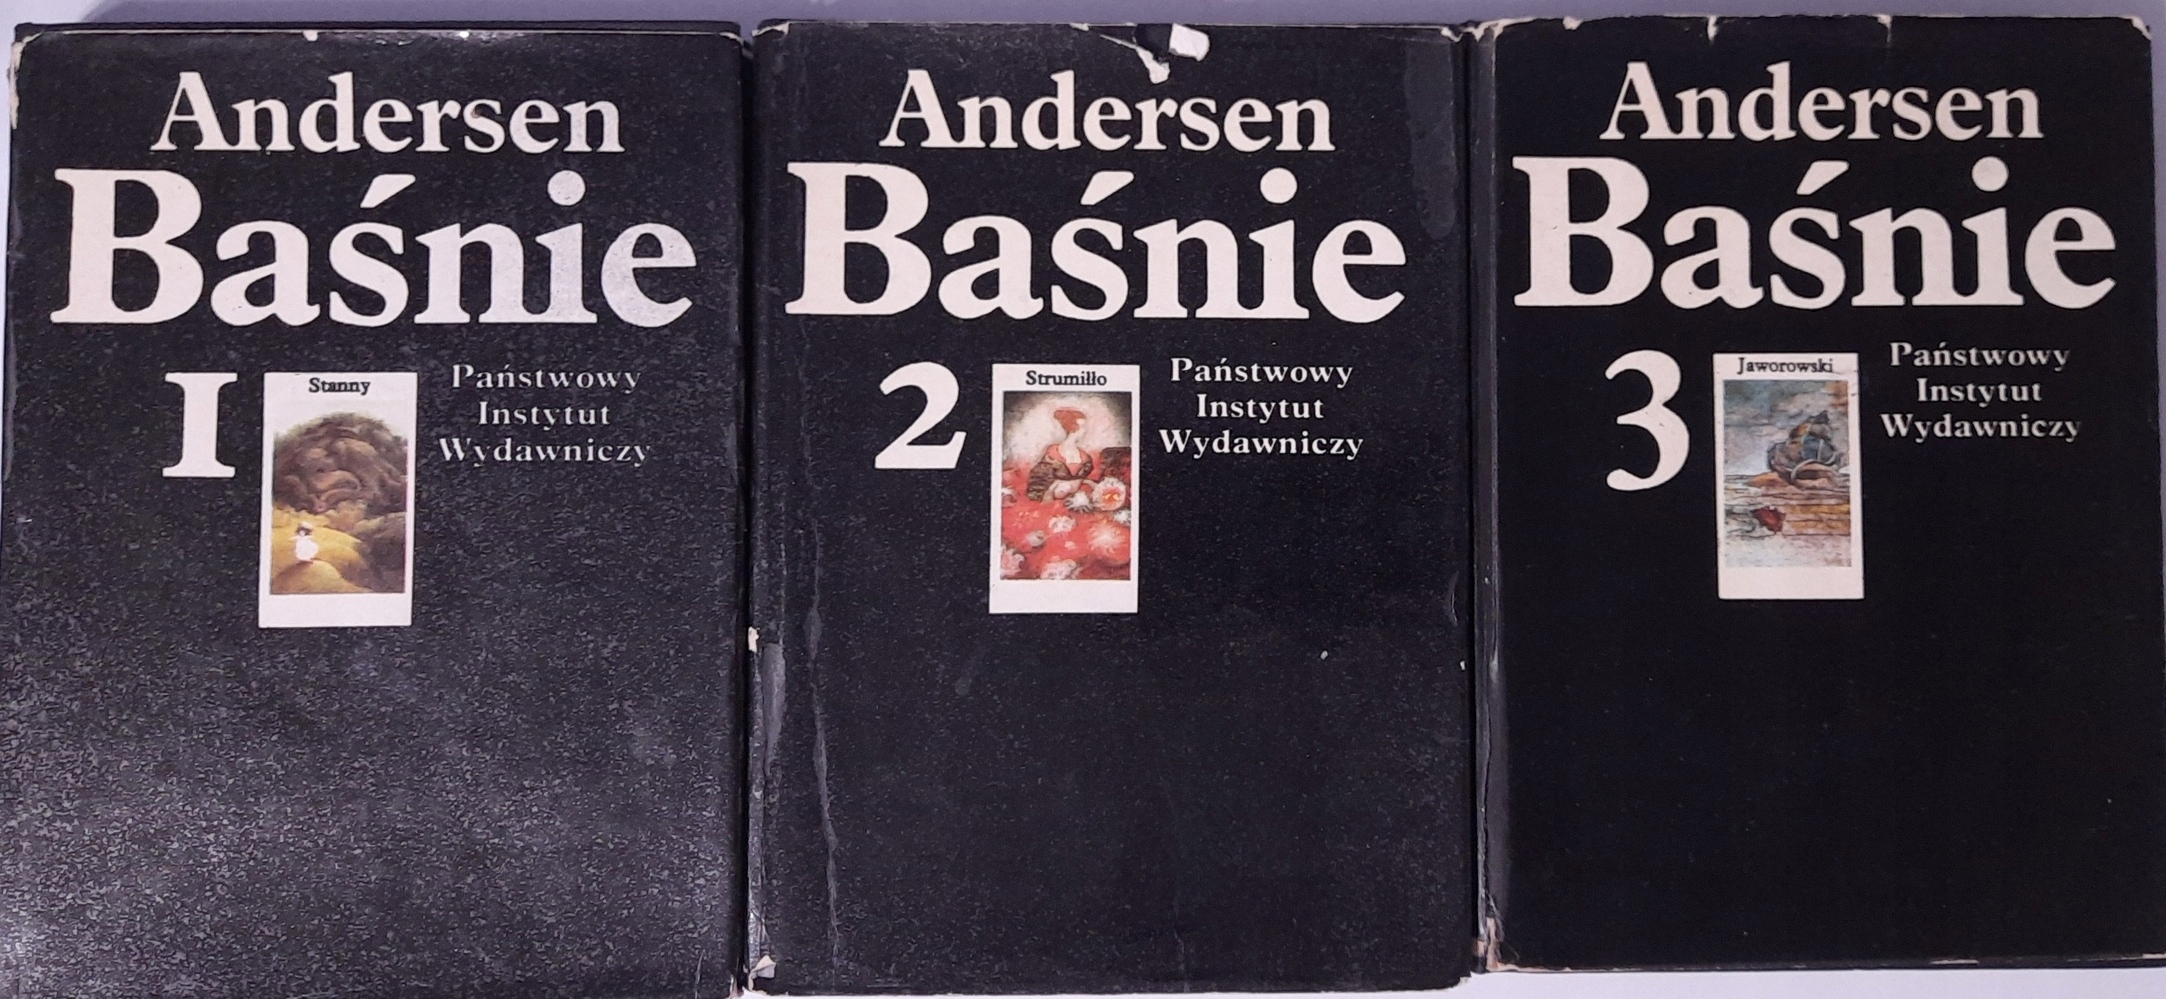 Andersen
Baśnie
1
Stanny
Państwowy
Instytut
Wydawniczy
Andersen
Baśnie
2
Strumiłło
Państwowy
Instytut
Wydawniczy
Andersen
Baśnie
3
Jaworowski
Państwowy
Instytut
Wydawniczy